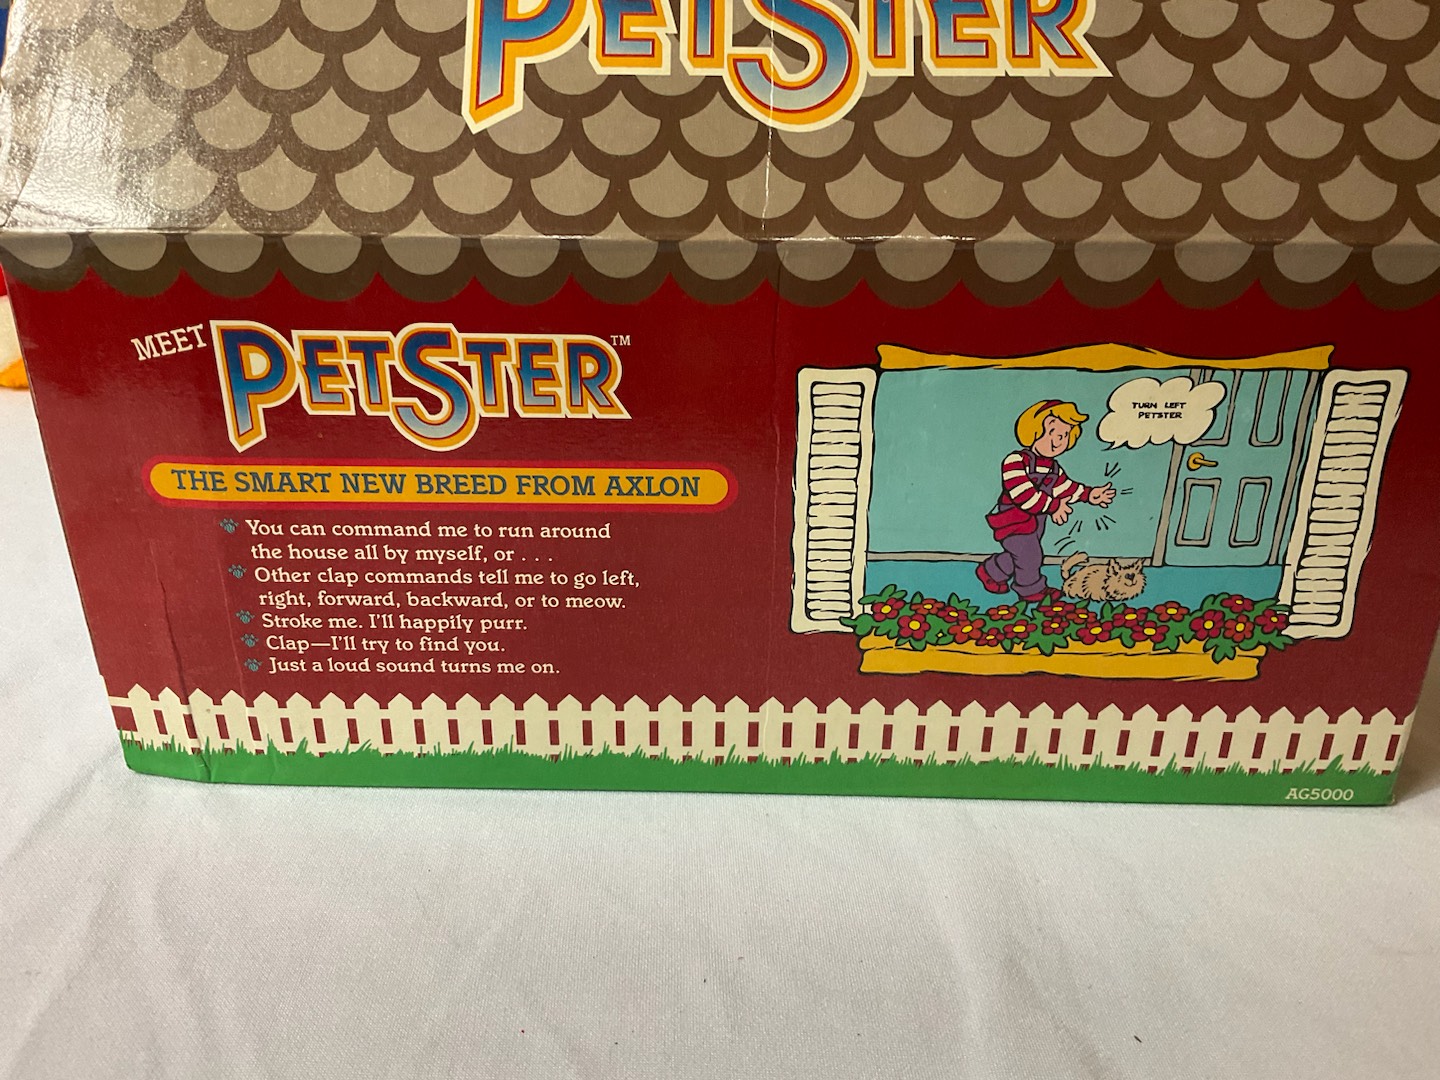 PETSTER
MEET PETSTER™
THE SMART NEW BREED FROM AXLON
You can command me to run around
the house all by myself, or . . .
Other clap commands tell me to go left,
right, forward, backward, or to meow.
Stroke me. I'll happily purr.
Clap—I'll try to find you.
Just a loud sound turns me on.
TURN LEFT
PETSTER
AG5000